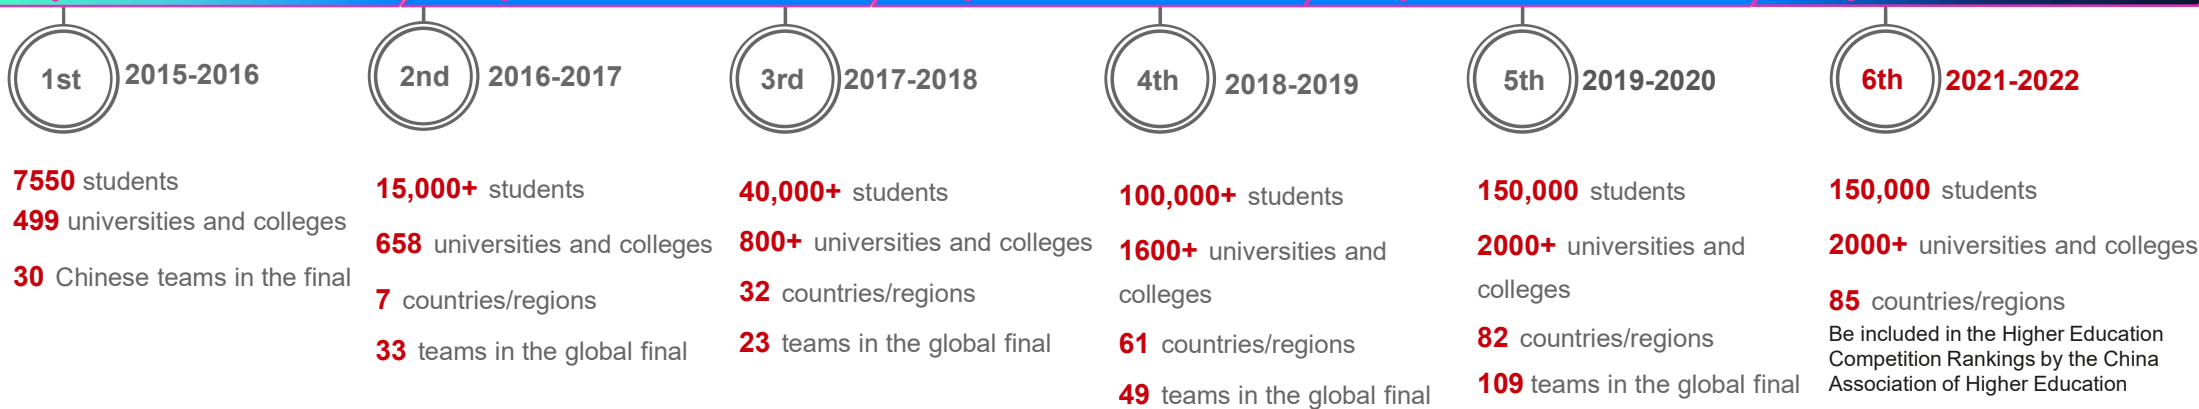 1st
2015-2016
7550 students
499 universities and colleges
30 Chinese teams in the final
2nd
2016-2017
15,000+ students
658 universities and colleges
7 countries/regions
33 teams in the global final
3rd
2017-2018
40,000+ students
800+ universities and colleges
32 countries/regions
23 teams in the global final
4th
2018-2019
100,000+ students
1600+ universities and
colleges
61 countries/regions
49 teams in the global final
5th
2019-2020
150,000 students
2000+ universities and
colleges
82 countries/regions
109 teams in the global final
6th
2021-2022
150,000 students
2000+ universities and colleges
85 countries/regions
Be included in the Higher Education
Competition Rankings by the China
Association of Higher Education